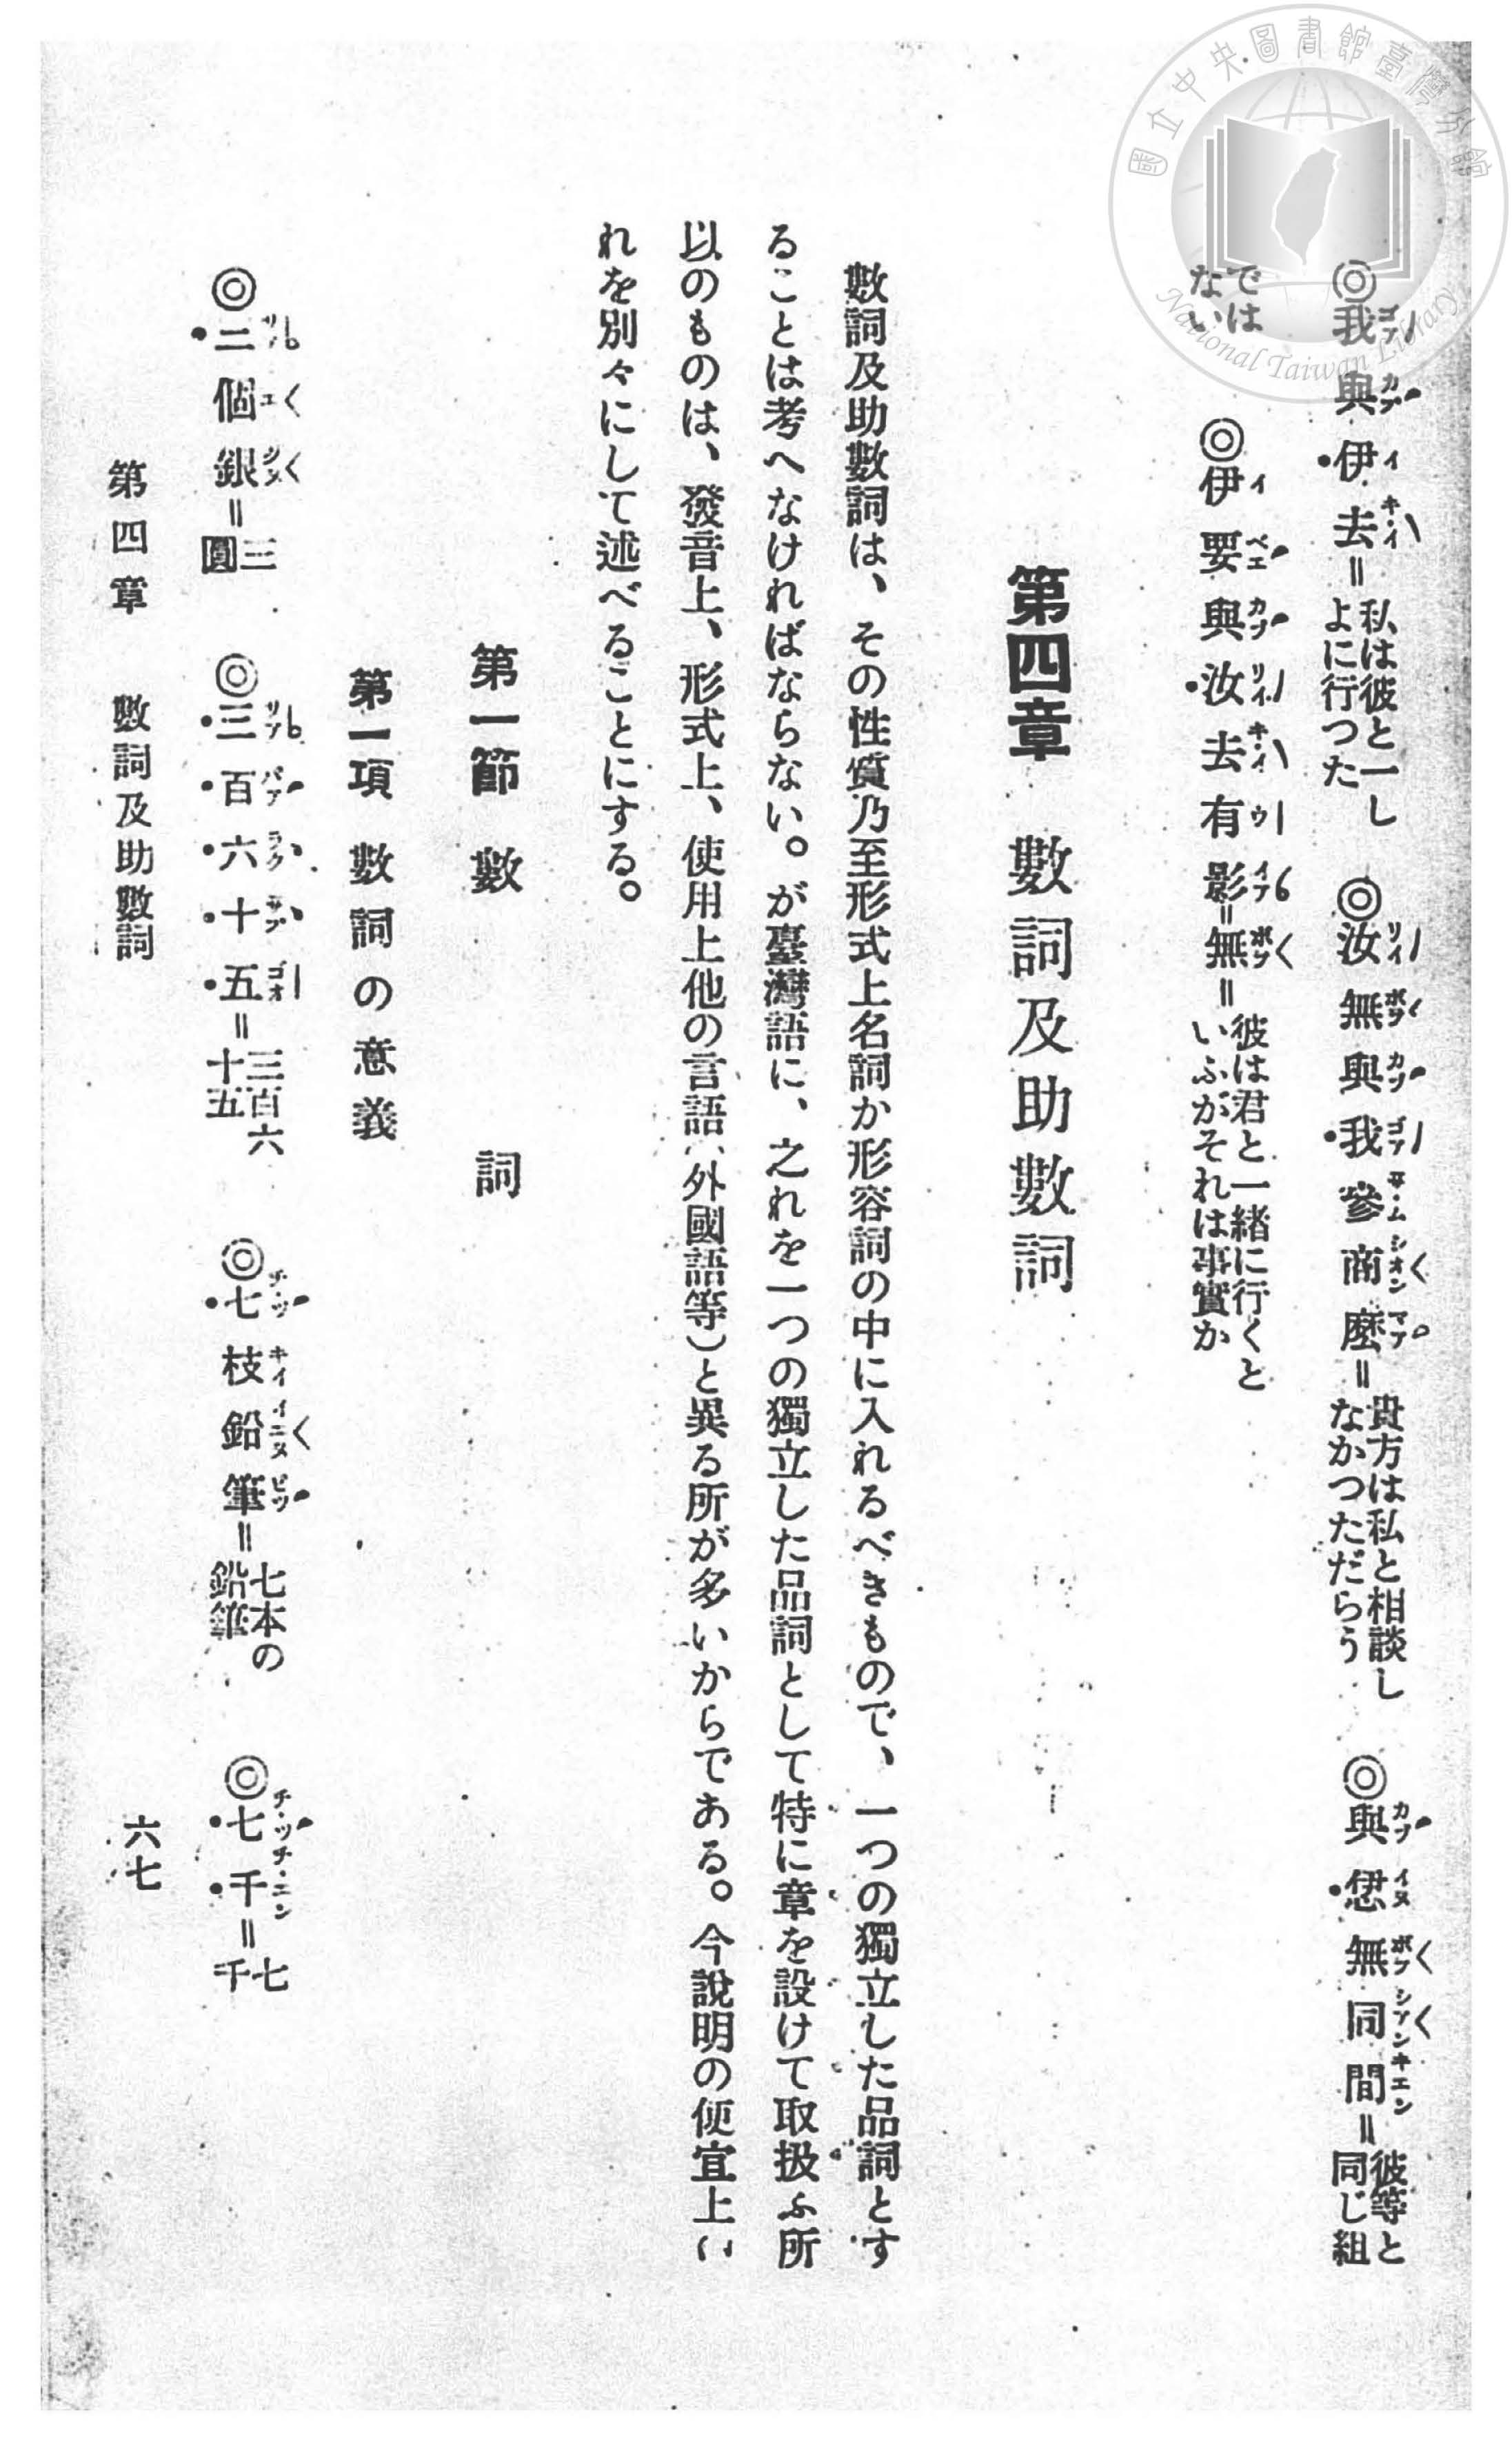 國立中央圖書館臺灣分館
National Taiwan Library
◎我與伊去=私は彼と一しよに行つた ◎汝無與我參商麼=貴方は私と相談しなかつただらう ◎與𪜶無同間=彼等と同じ組
ではない ◎伊要與汝去有影=無=彼は君と一緒に行くといふがそれは事實か
第四章 數詞及助數詞
數詞及助數詞は、その性質乃至形式上名詞か形容詞の中に入れるべきもので、一つの獨立した品詞とす
ることは考へなければならない。が臺灣語に、之れを一つの獨立した品詞として特に章を設けて取扱ふ所
以のものは、發音上、形式上、使用上他の言語(外國語等)と異る所が多いからである。今説明の便宜上こ
れを別々にして述べることにする。
第一節 數詞
第一項 數詞の意義
◎個銀=三圓 ◎三百六十五=三百六十五 ◎七枝鉛筆=七本の鉛筆 ◎七千=七千
第四章 數詞及助數詞
六七